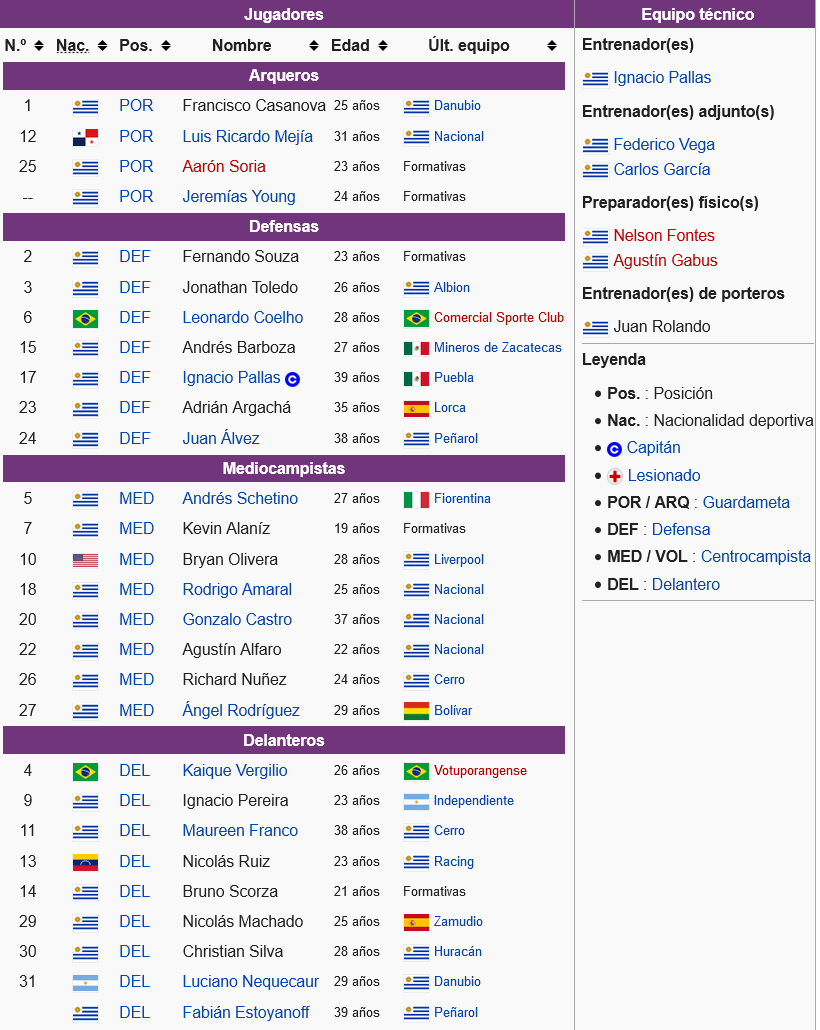 Jugadores
N.º Nac. Pos. Nombre Edad Últ. equipo
Arqueros
1 POR Francisco Casanova 25 años Danubio
12 POR Luis Ricardo Mejía 31 años Nacional
25 POR Aarón Soria 23 años Formativas
-- POR Jeremías Young 24 años Formativas
Defensas
2 DEF Fernando Souza 23 años Formativas
3 DEF Jonathan Toledo 26 años Albion
6 DEF Leonardo Coelho 28 años Comercial Sporte Club
15 DEF Andrés Barboza 27 años Mineros de Zacatecas
17 DEF Ignacio Pallas C 39 años Puebla
23 DEF Adrián Argachá 35 años Lorca
24 DEF Juan Álvez 38 años Peñarol
Mediocampistas
5 MED Andrés Schetino 27 años Fiorentina
7 MED Kevin Alaníz 19 años Formativas
10 MED Bryan Olivera 28 años Liverpool
18 MED Rodrigo Amaral 25 años Nacional
20 MED Gonzalo Castro 37 años Nacional
22 MED Agustín Alfaro 22 años Nacional
26 MED Richard Nuñez 24 años Cerro
27 MED Ángel Rodríguez 29 años Bolívar
Delanteros
4 DEL Kaique Vergilio 26 años Votuporangense
9 DEL Ignacio Pereira 23 años Independiente
11 DEL Maureen Franco 38 años Cerro
13 DEL Nicolás Ruiz 23 años Racing
14 DEL Bruno Scorza 21 años Formativas
29 DEL Nicolás Machado 25 años Zamudio
30 DEL Christian Silva 28 años Huracán
31 DEL Luciano Nequecaur 29 años Danubio
DEL Fabián Estoyanoff 39 años Peñarol
Equipo técnico
Entrenador(es)
Ignacio Pallas
Entrenador(es) adjunto(s)
Federico Vega
Carlos García
Preparador(es) físico(s)
Nelson Fontes
Agustín Gabus
Entrenador(es) de porteros
Juan Rolando
Leyenda
• Pos. : Posición
• Nac. : Nacionalidad deportiva
• C Capitán
• Lesionado
• POR / ARQ : Guardameta
• DEF : Defensa
• MED / VOL : Centrocampista
• DEL : Delantero